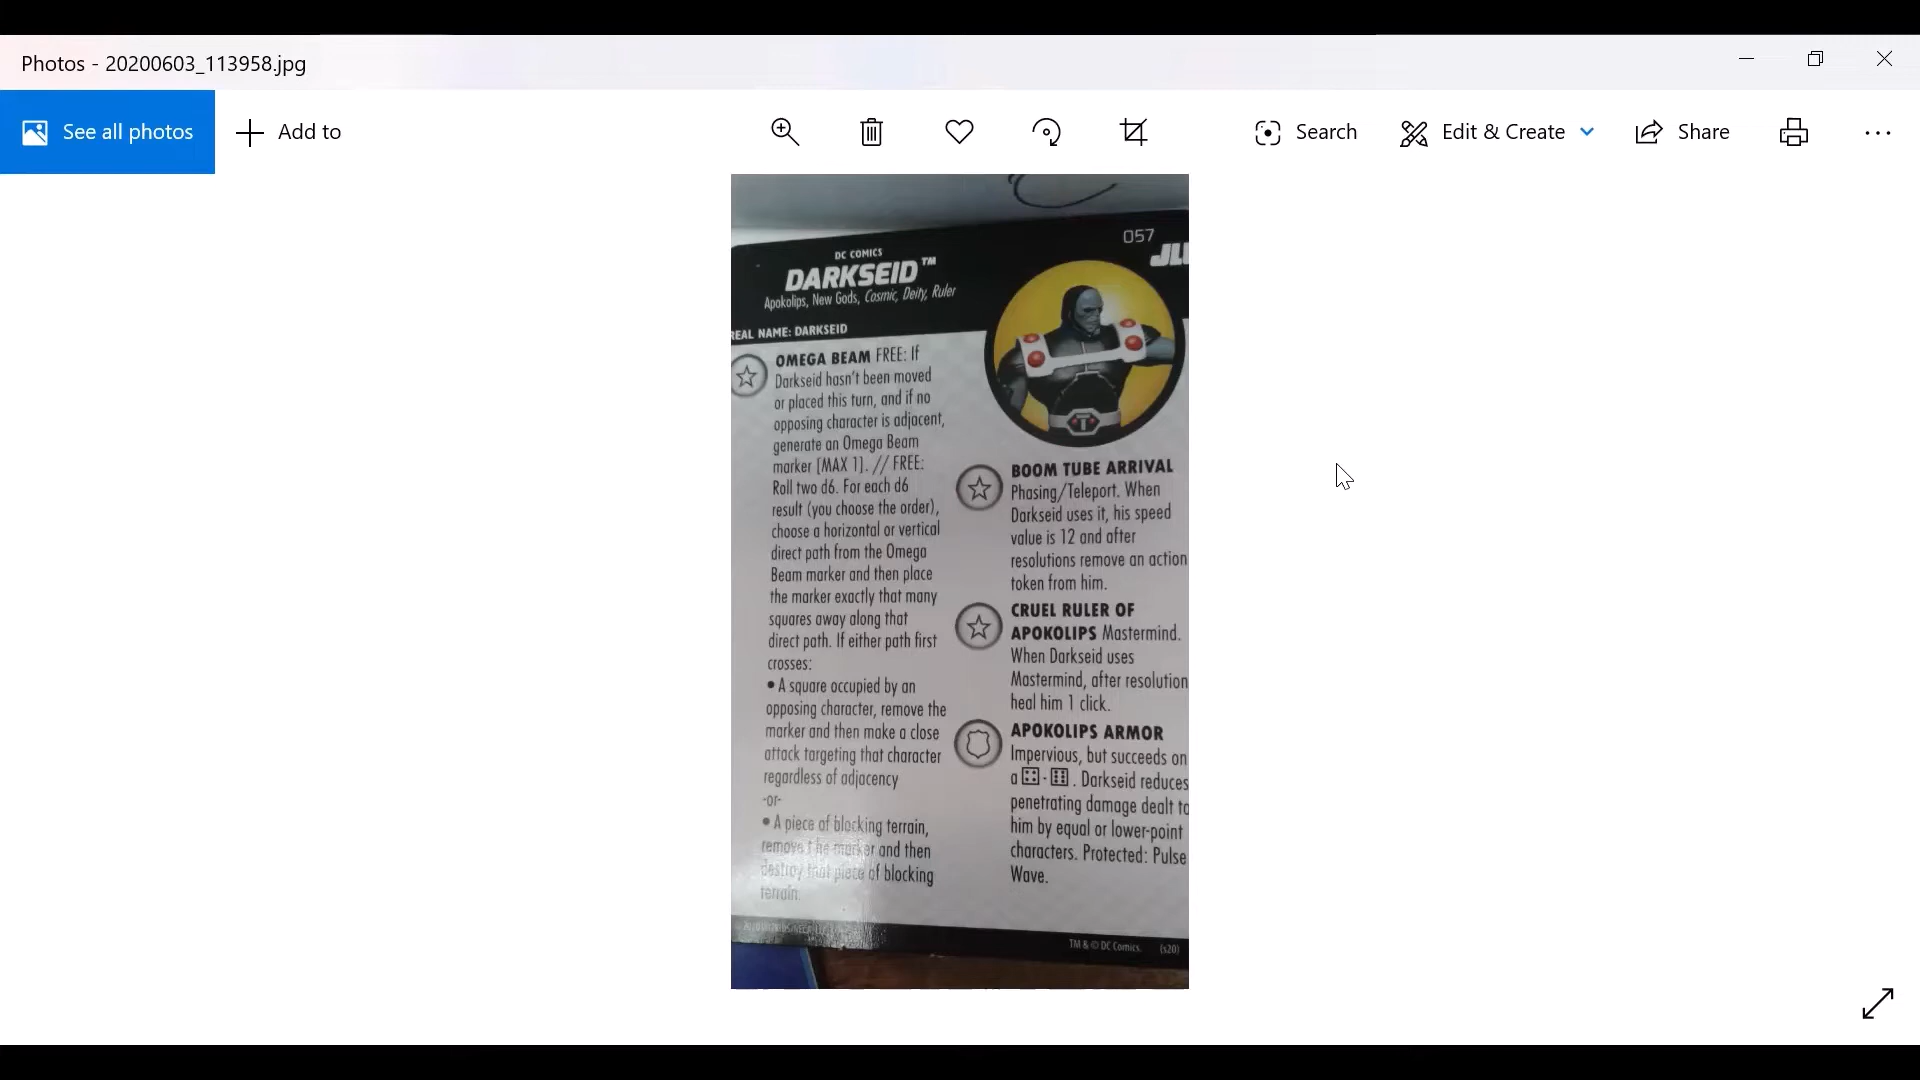 Photos - 20200603_113958.jpg
See all photos
Add to
Search
Edit & Create
Share
057
JL
DC COMICS
DARKSEID™
Apokolips, New Gods, Cosmic, Deity, Ruler
REAL NAME: DARKSEID
OMEGA BEAM FREE: If
Darkseid hasn't been moved
or placed this turn, and if no
opposing character is adjacent,
generate an Omega Beam
marker [MAX 1]. // FREE:
Roll two d6. For each d6
result (you choose the order),
choose a horizontal or vertical
direct path from the Omega
Beam marker and then place
the marker exactly that many
squares away along that
direct path. If either path first
crosses:
• A square occupied by an
opposing character, remove the
marker and then make a close
attack targeting that character
regardless of adjacency
-or-
• A piece of blocking terrain,
remove the marker and then
destroy that piece of blocking
terrain.
BOOM TUBE ARRIVAL
Phasing/Teleport. When
Darkseid uses it, his speed
value is 12 and after
resolutions remove an action
token from him.
CRUEL RULER OF
APOKOLIPS Mastermind.
When Darkseid uses
Mastermind, after resolution
heal him 1 click.
APOKOLIPS ARMOR
Impervious, but succeeds on
a ⚃-⚅. Darkseid reduces
penetrating damage dealt to
him by equal or lower-point
characters. Protected: Pulse
Wave.
TM & © DC Comics. (s20)